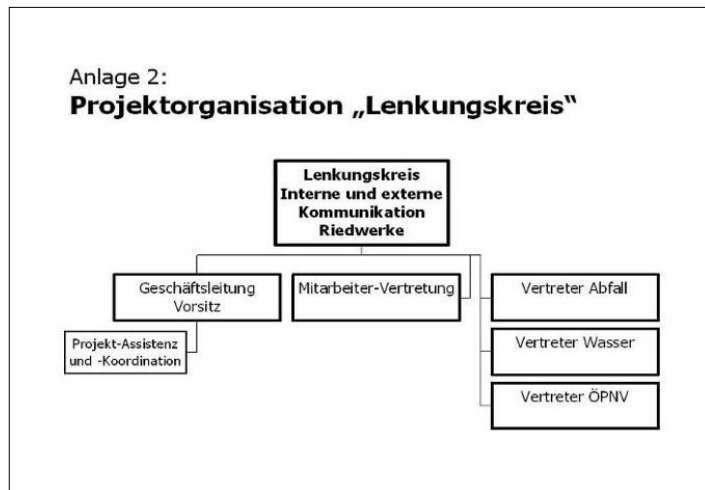 Anlage 2:
Projektorganisation „Lenkungskreis“
Lenkungskreis
Interne und externe
Kommunikation
Riedwerke
Geschäftsleitung
Vorsitz
Mitarbeiter-Vertretung
Vertreter Abfall
Projekt-Assistenz
und -Koordination
Vertreter Wasser
Vertreter ÖPNV